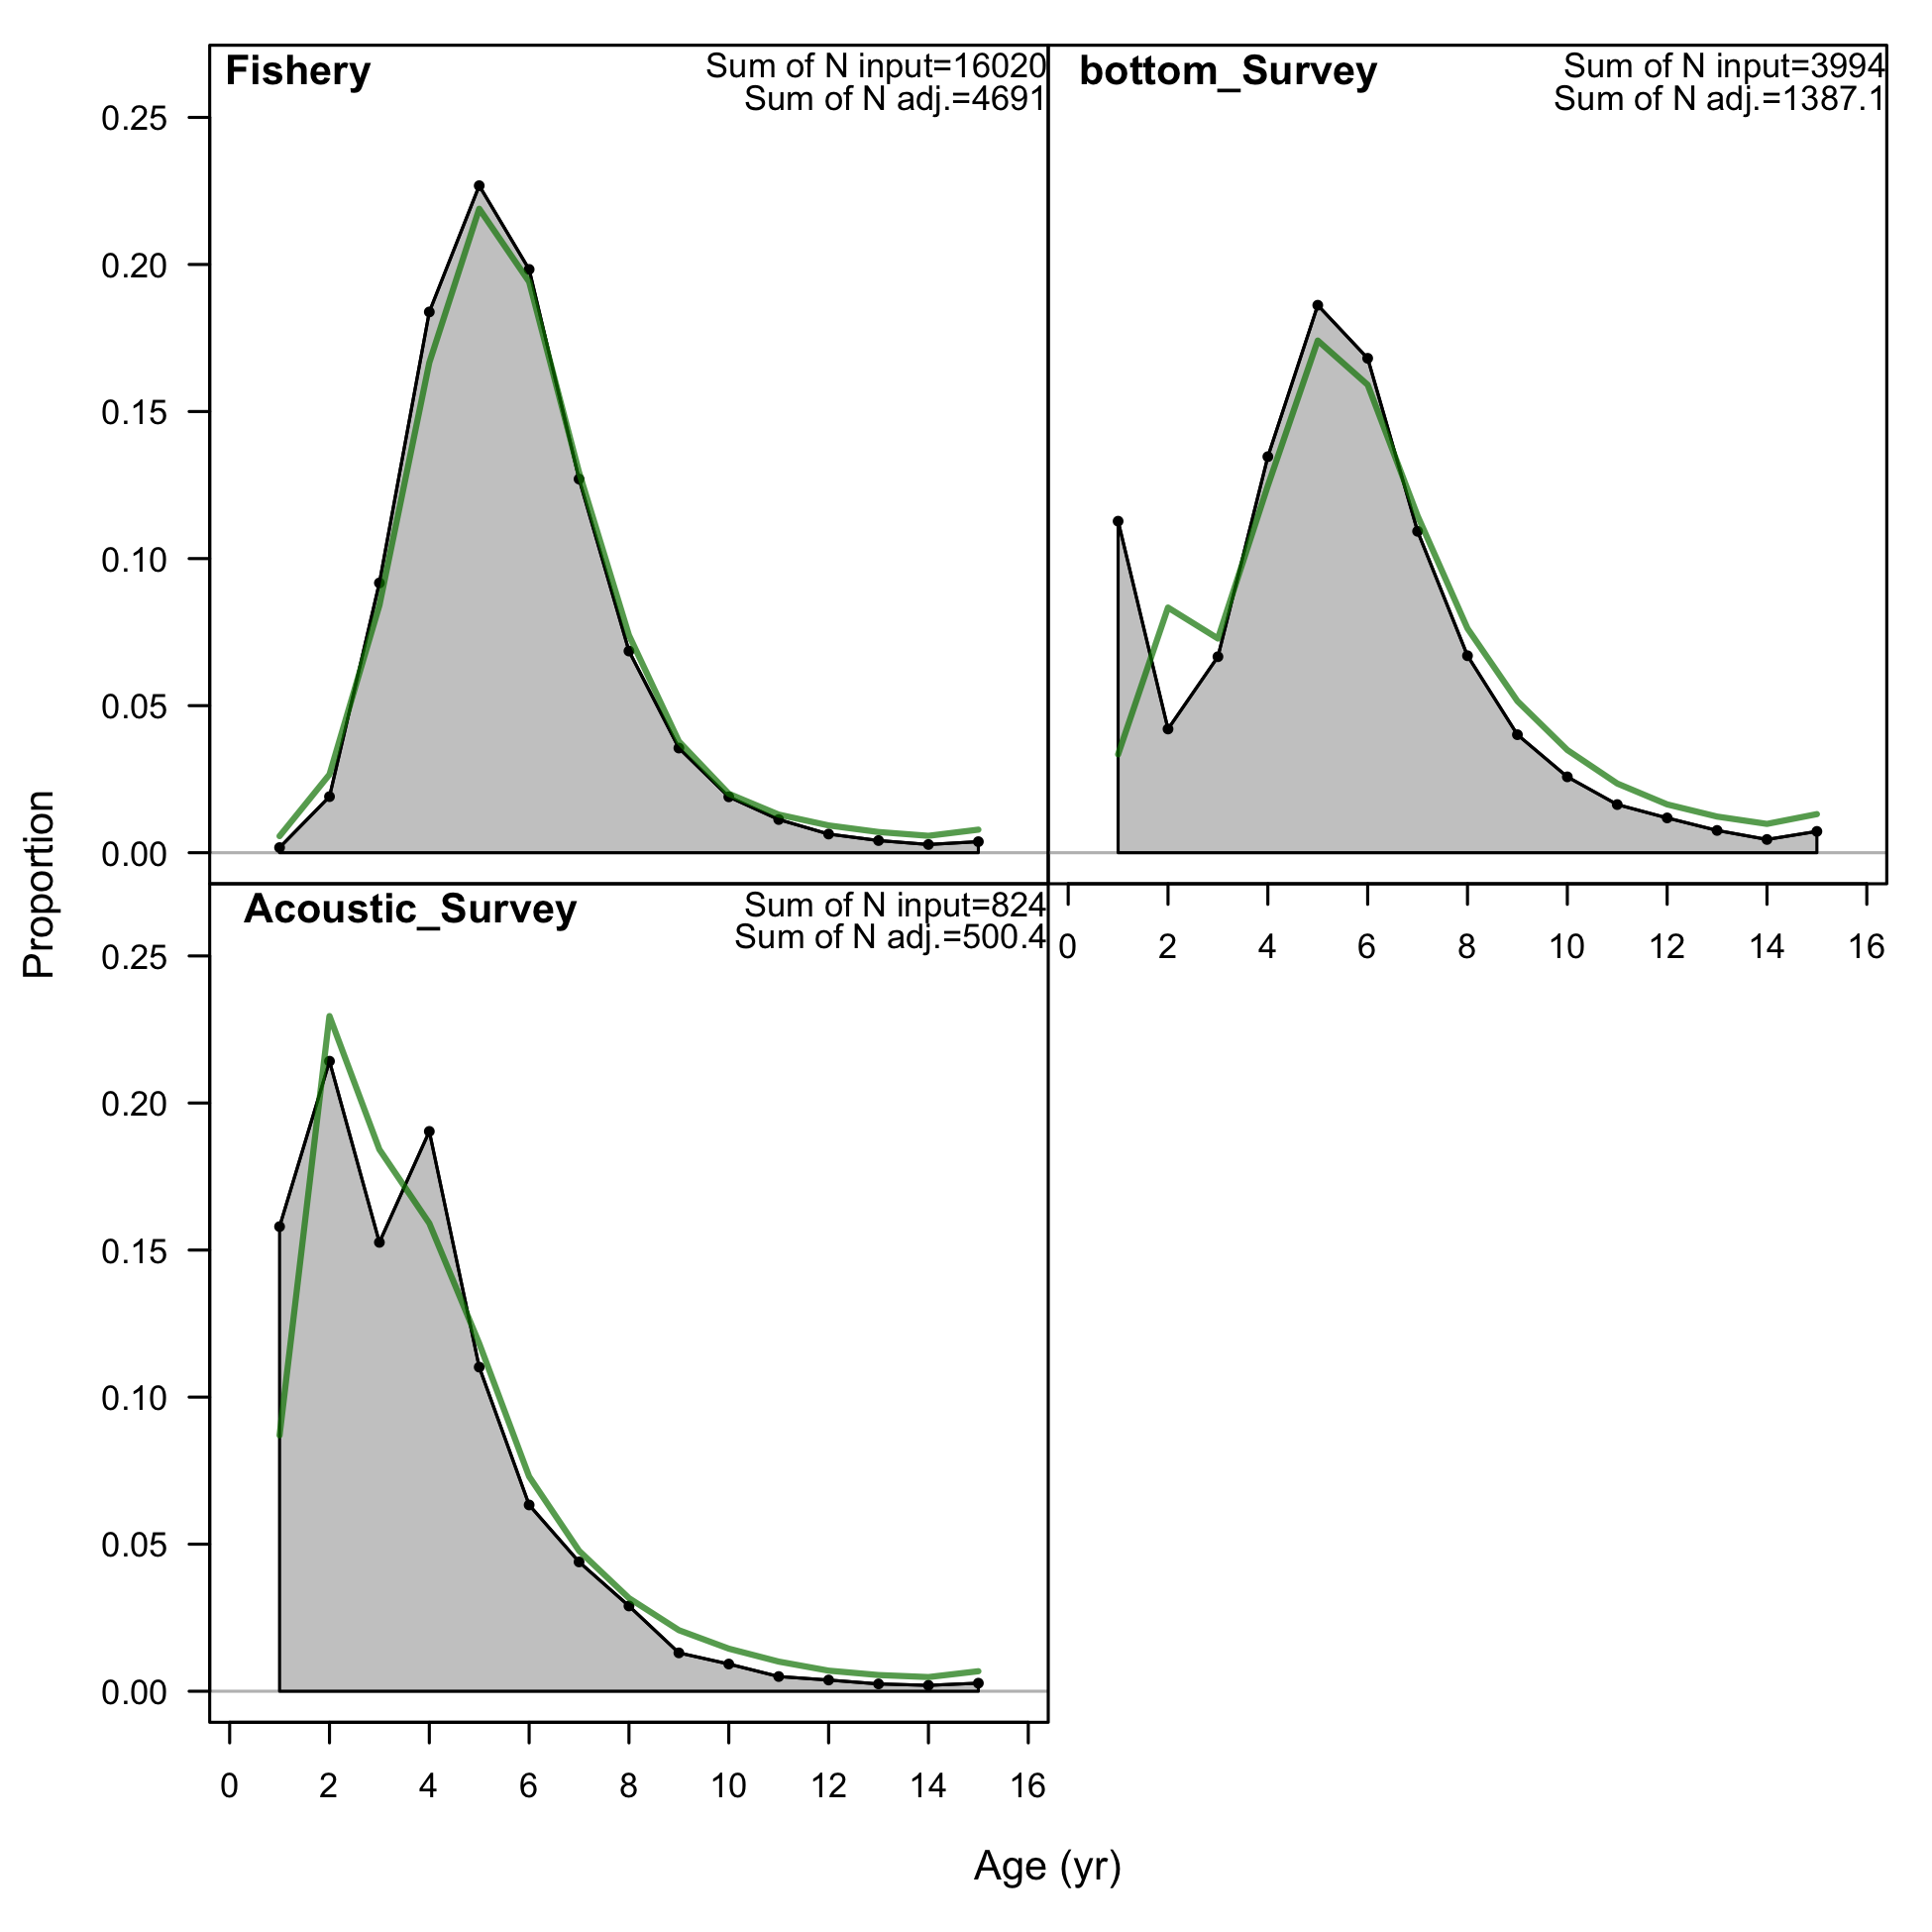 Fishery
Sum of N input=16020
Sum of N adj.=4691
bottom_Survey
Sum of N input=3994
Sum of N adj.=1387.1
0.25
0.20
0.15
0.10
0.05
0.00
0 2 4 6 8 10 12 14 16
Acoustic_Survey
Sum of N input=824
Sum of N adj.=500.4
0.25
0.20
0.15
0.10
0.05
0.00
0 2 4 6 8 10 12 14 16
Proportion
Age (yr)